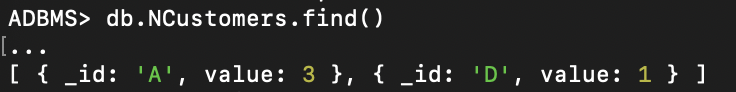 ADBMS> db.NCustomers.find()
[...
[ { _id: 'A', value: 3 }, { _id: 'D', value: 1 } ]